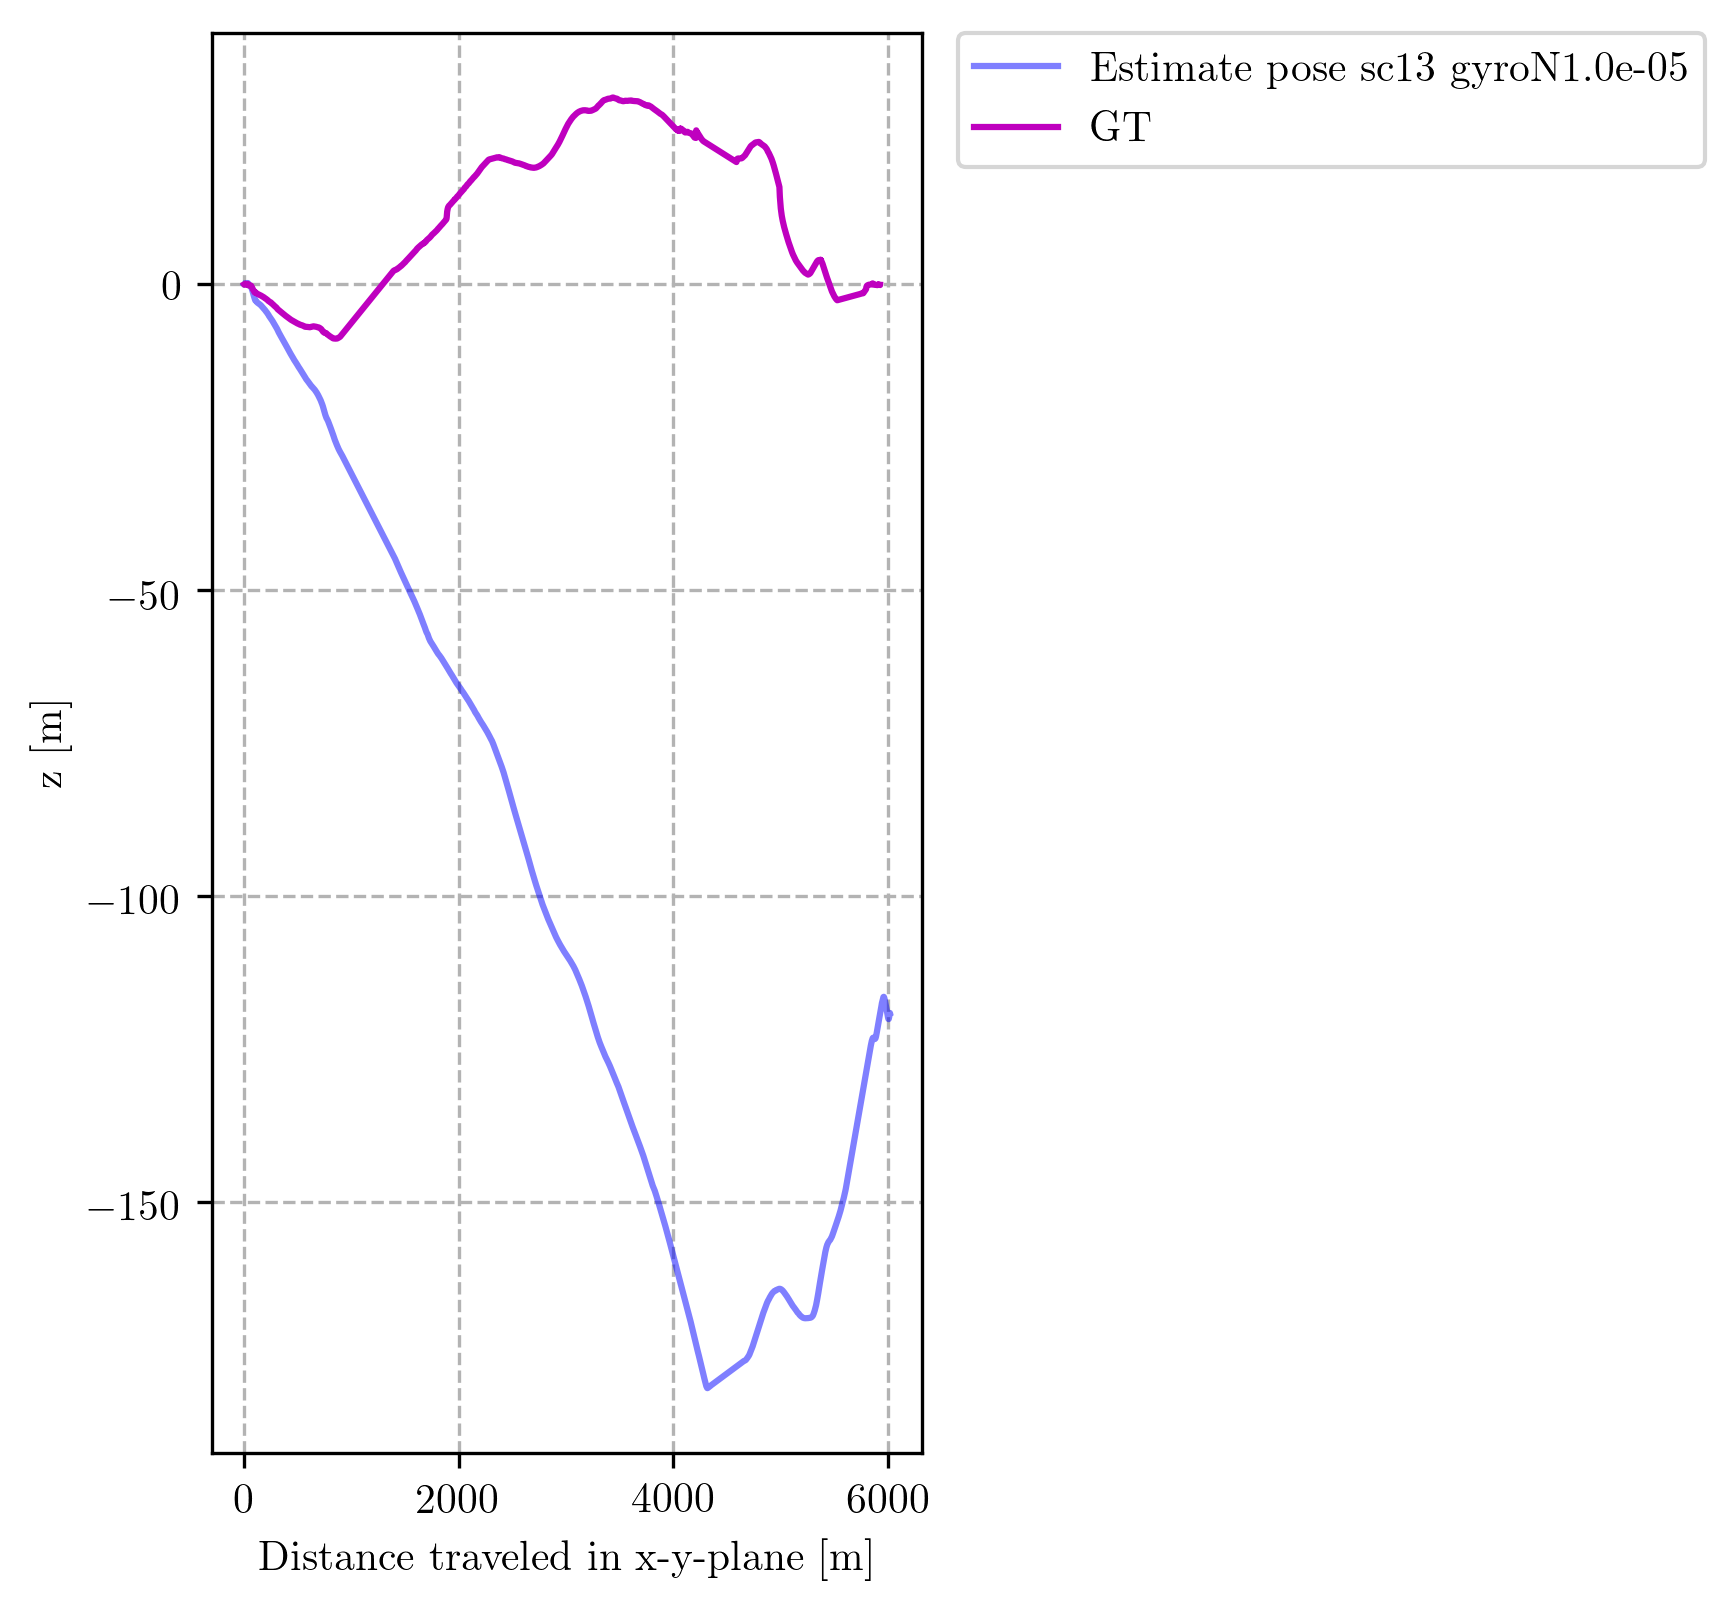 Estimate pose sc13 gyroN1.0e-05
GT
0
−50
−100
−150
z [m]
0 2000 4000 6000
Distance traveled in x-y-plane [m]